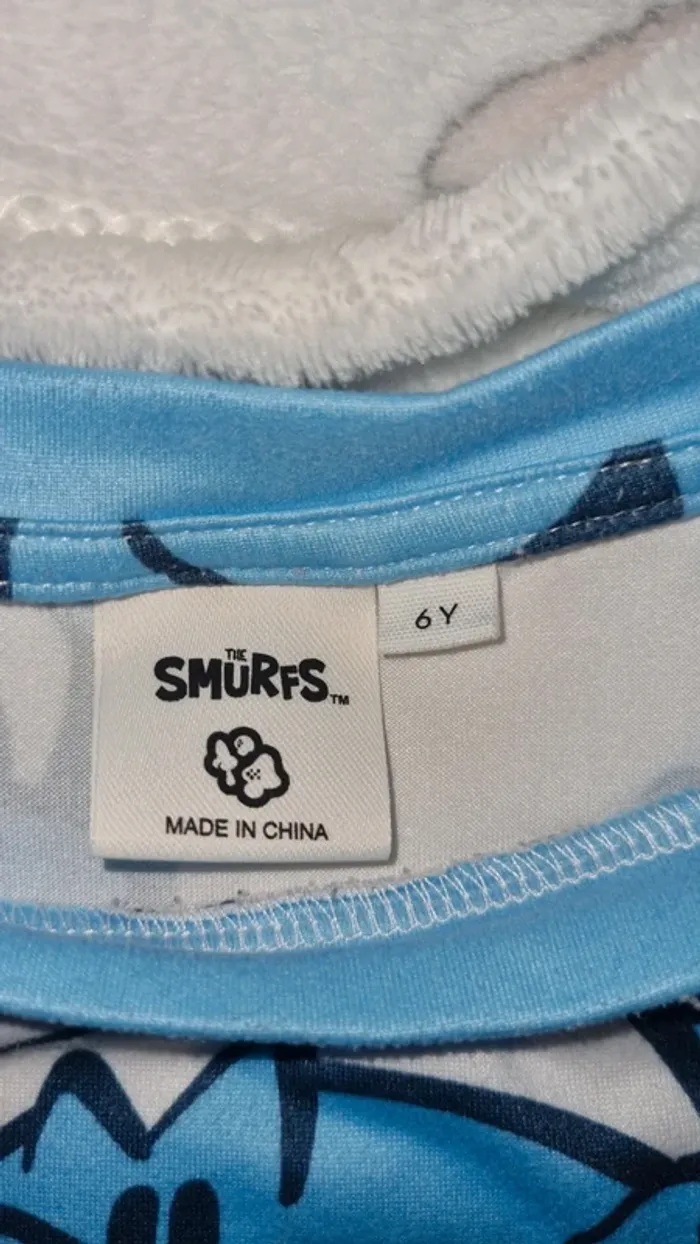 THE
SMURFS™
MADE IN CHINA
6Y